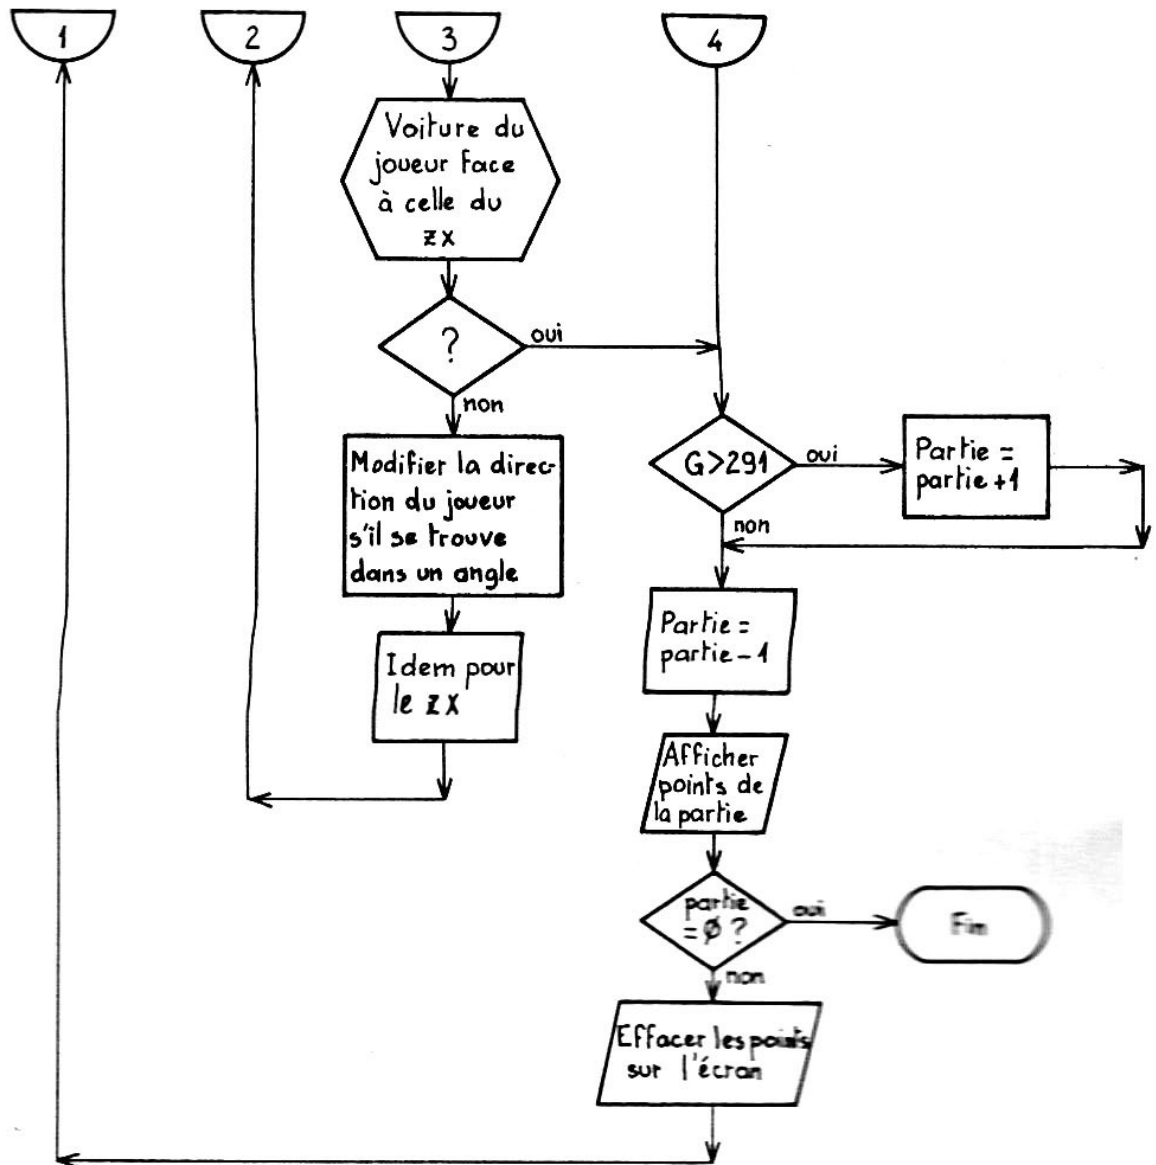 1
2
3
4
Voiture du
joueur face
à celle du
zx
?
oui
non
Modifier la direc-
tion du joueur
s'il se trouve
dans un angle
Idem pour
le zx
G>291
oui
Partie =
partie +1
non
Partie =
partie -1
Afficher
points de
la partie
partie
=Ø ?
oui
Fin
non
Effacer les points
sur l'écran